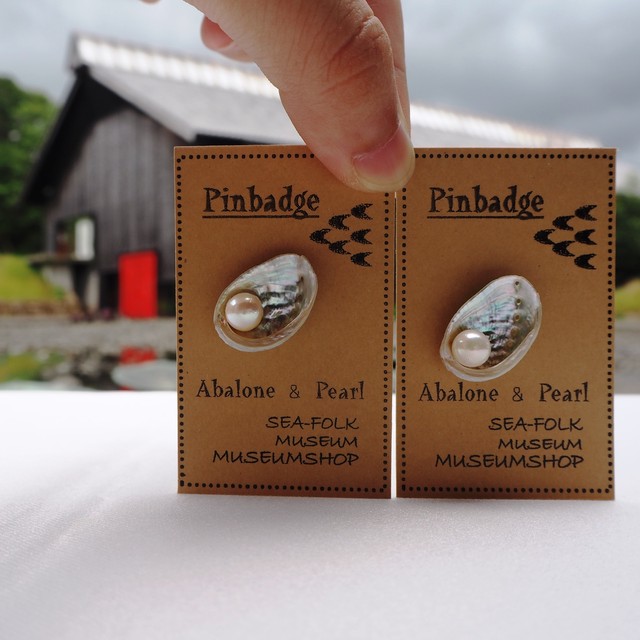 Pinbadge
Abalone & Pearl
SEA-FOLK
MUSEUM
MUSEUMSHOP
Pinbadge
Abalone & Pearl
SEA-FOLK
MUSEUM
MUSEUMSHOP